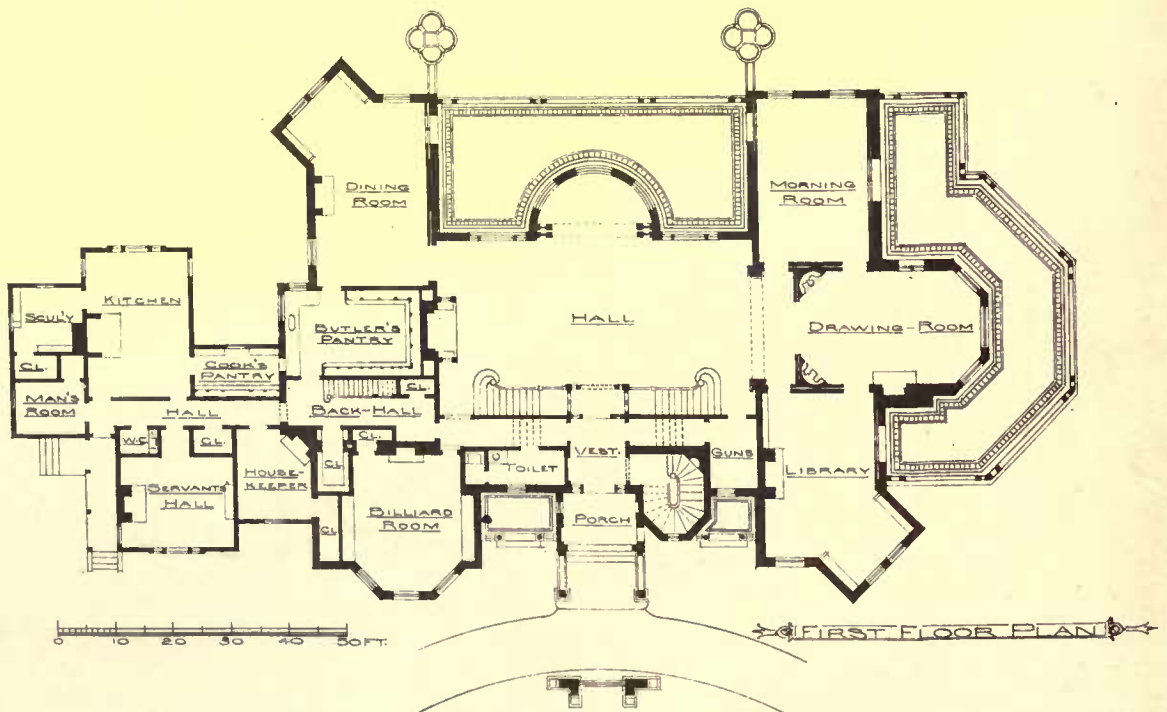 DINING
ROOM
MORNING
ROOM
KITCHEN
SCUL'Y
HALL
DRAWING-ROOM
BUTLER'S
PANTRY
COOK'S
PANTRY
CL.
CL.
MAN'S
ROOM
HALL
BACK-HALL
W.C.
CL.
CL.
CL.
HOUSE-
KEEPER
TOILET
VEST.
GUNS
LIBRARY
SERVANTS'
HALL
BILLIARD
ROOM
PORCH
CL.
0 10 20 30 40 50 FT.
FIRST FLOOR PLAN